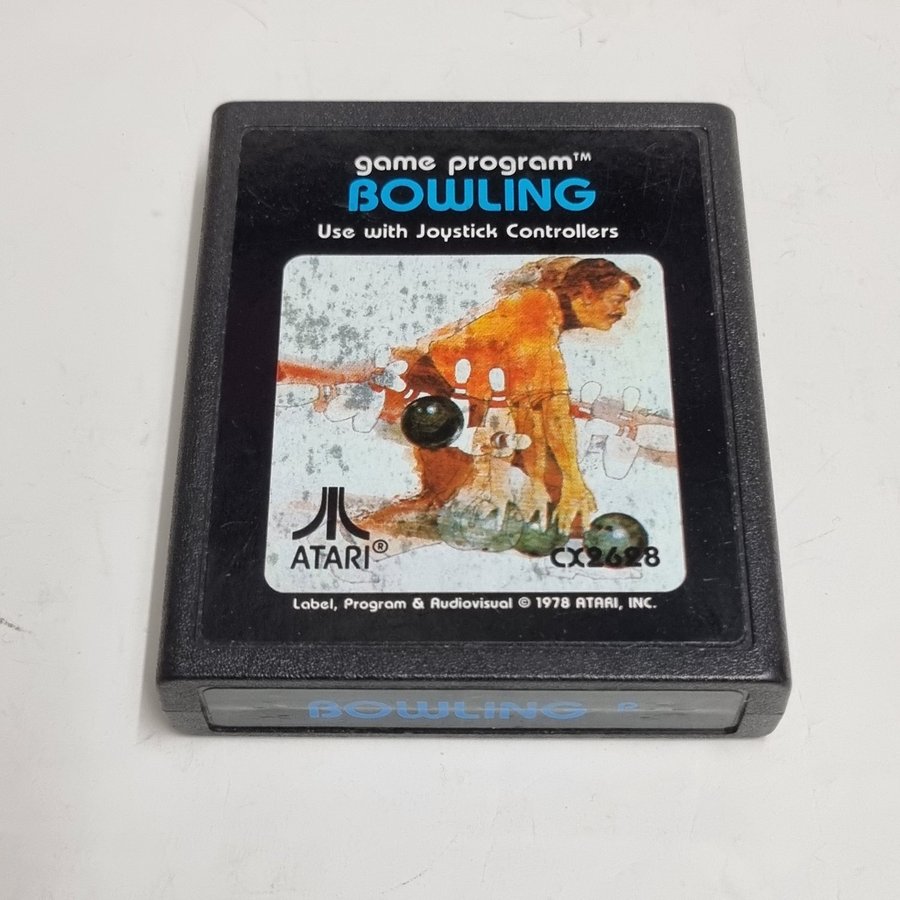 game program™
BOWLING
Use with Joystick Controllers
ATARI®
CX2628
Label, Program & Audiovisual © 1978 ATARI, INC.
BOWLING P